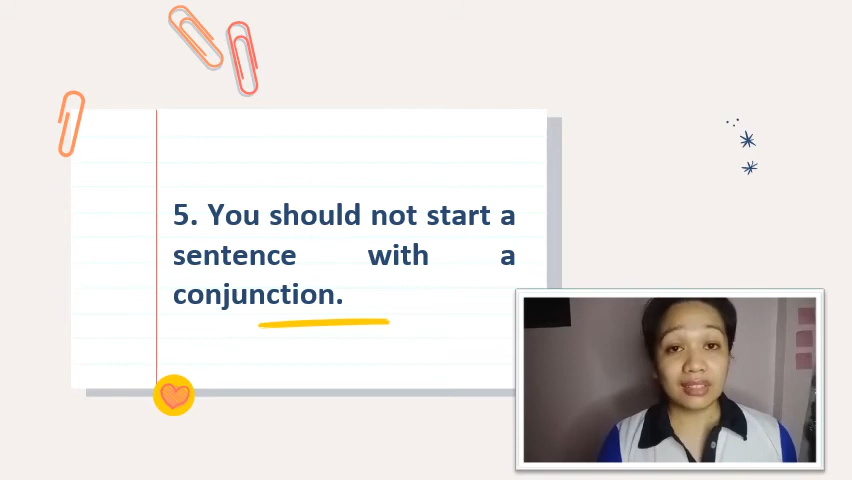 5. You should not start a
sentence with a
conjunction.